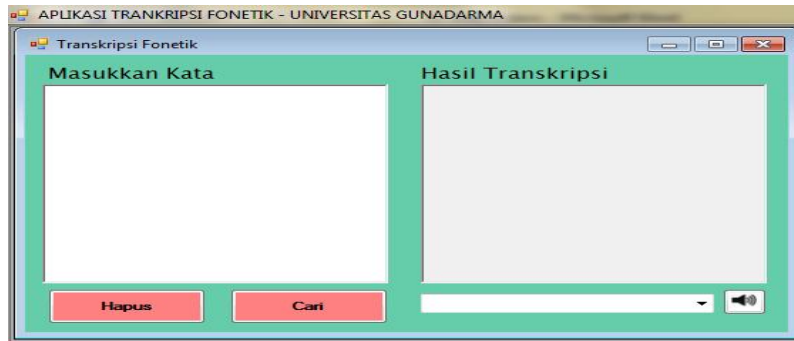 APLIKASI TRANKRIPSI FONETIK - UNIVERSITAS GUNADARMA
Transkripsi Fonetik
Masukkan Kata
Hasil Transkripsi
Hapus
Cari